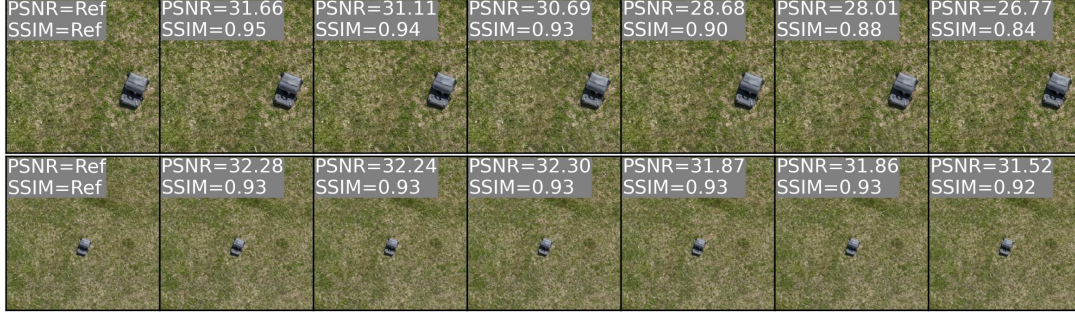 PSNR=Ref
SSIM=Ref
PSNR=31.66
SSIM=0.95
PSNR=31.11
SSIM=0.94
PSNR=30.69
SSIM=0.93
PSNR=28.68
SSIM=0.90
PSNR=28.01
SSIM=0.88
PSNR=26.77
SSIM=0.84
PSNR=Ref
SSIM=Ref
PSNR=32.28
SSIM=0.93
PSNR=32.24
SSIM=0.93
PSNR=32.30
SSIM=0.93
PSNR=31.87
SSIM=0.93
PSNR=31.86
SSIM=0.93
PSNR=31.52
SSIM=0.92